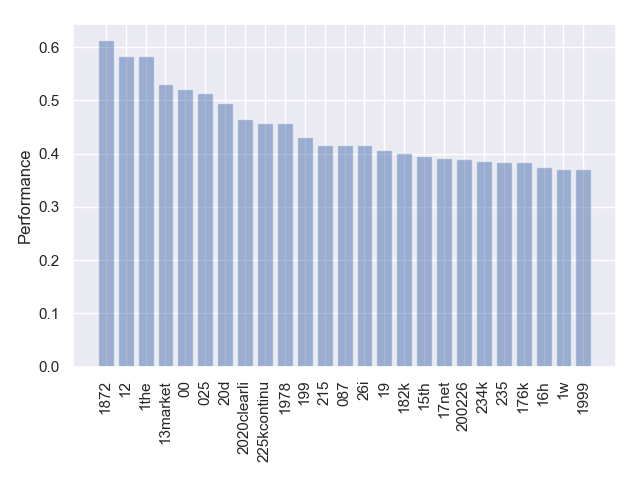 0.6
0.5
0.4
0.3
0.2
0.1
0.0
Performance
1872
12
1the
13market
00
025
20d
2020clearli
225kcontinu
1978
199
215
087
26i
19
182k
15th
17net
200226
234k
235
176k
16h
1w
1999